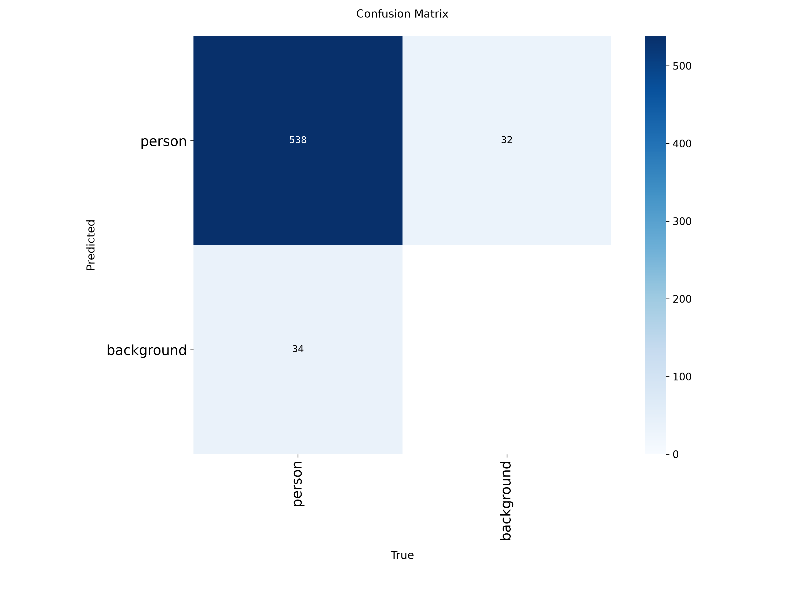 Confusion Matrix
person
538
32
500
400
300
200
100
0
Predicted
background
34
person
background
True